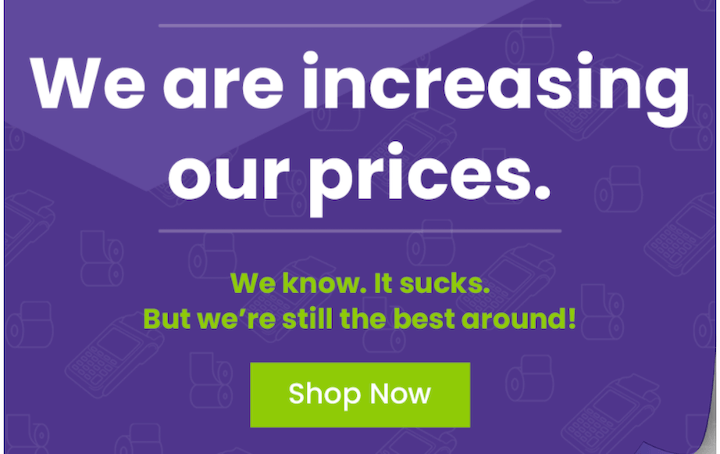 We are increasing
our prices.
We know. It sucks.
But we’re still the best around!
Shop Now